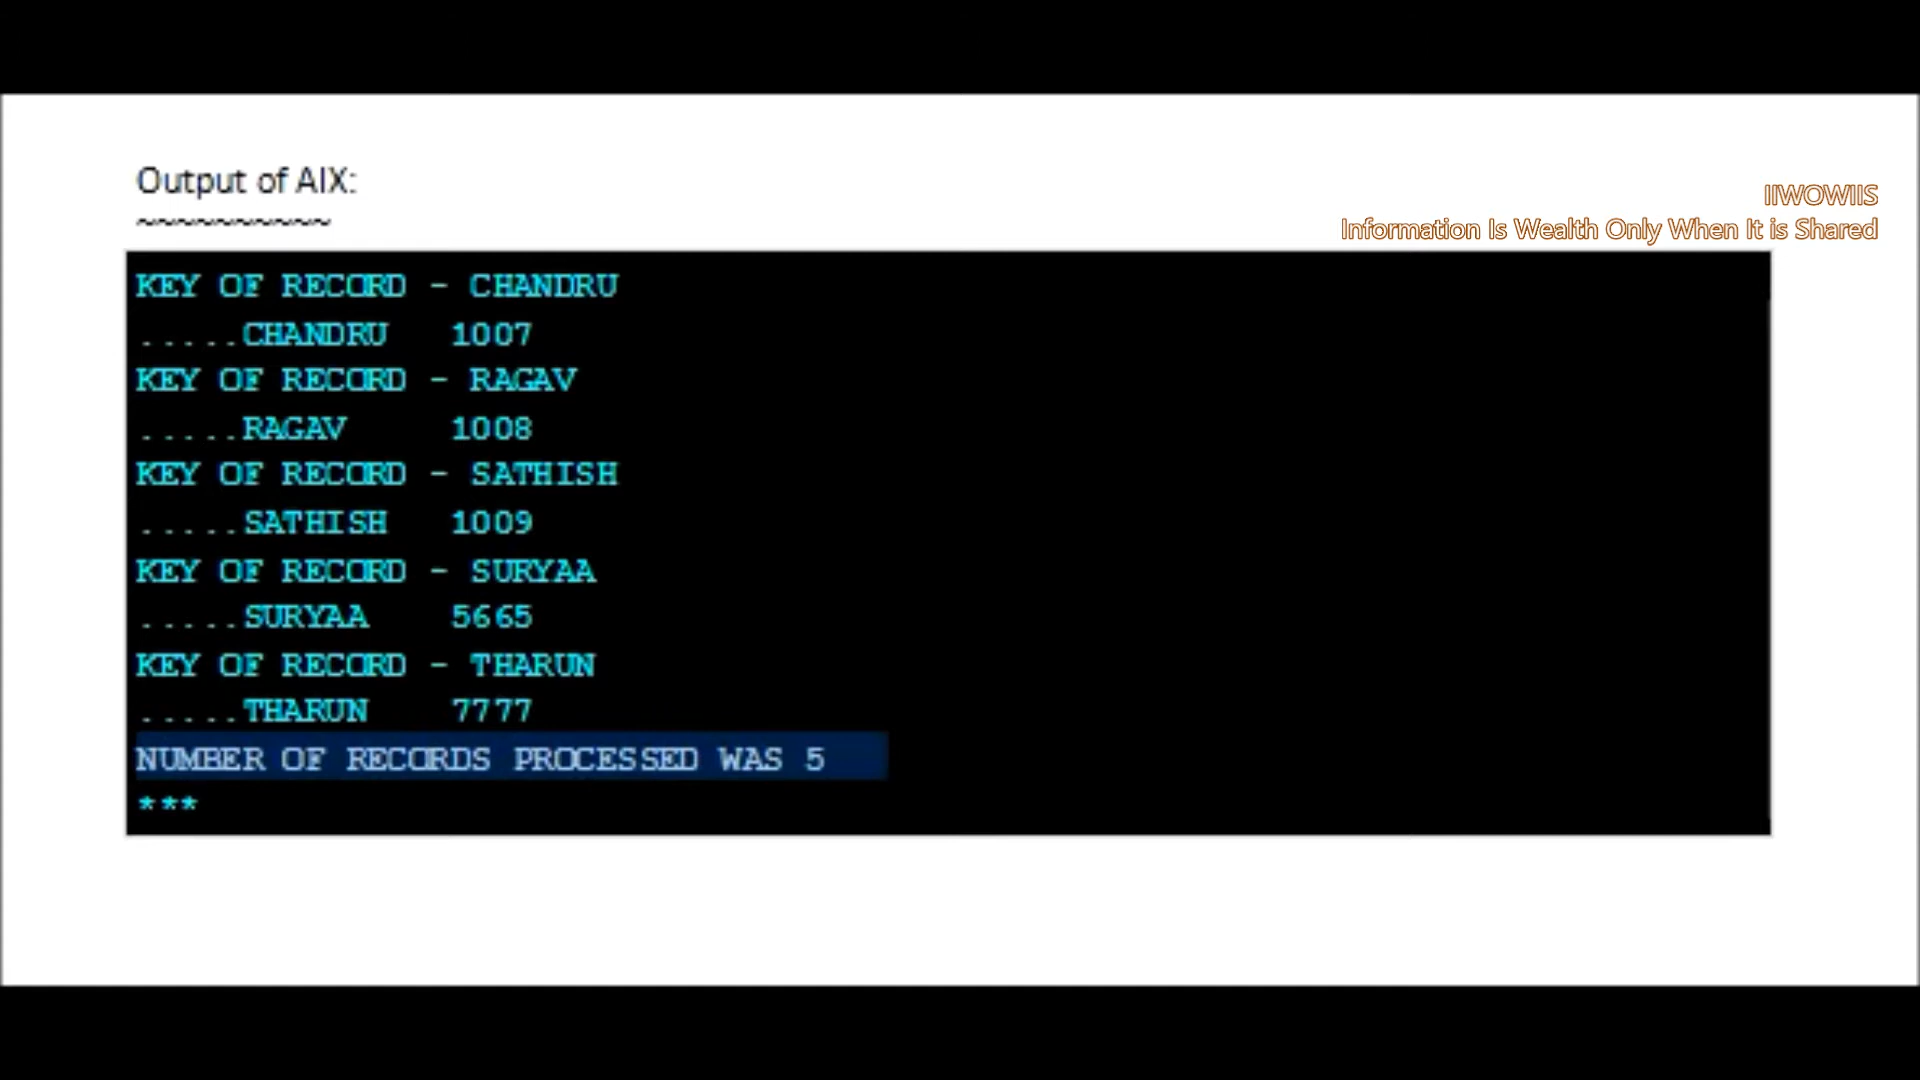 Output of AIX:
~~~~~~~~~~
IIWOWIIS
Information Is Wealth Only When It is Shared
KEY OF RECORD - CHANDRU
.....CHANDRU   1007
KEY OF RECORD - RAGAV
.....RAGAV     1008
KEY OF RECORD - SATHISH
.....SATHISH   1009
KEY OF RECORD - SURYAA
.....SURYAA    5665
KEY OF RECORD - THARUN
.....THARUN    7777
NUMBER OF RECORDS PROCESSED WAS 5
***